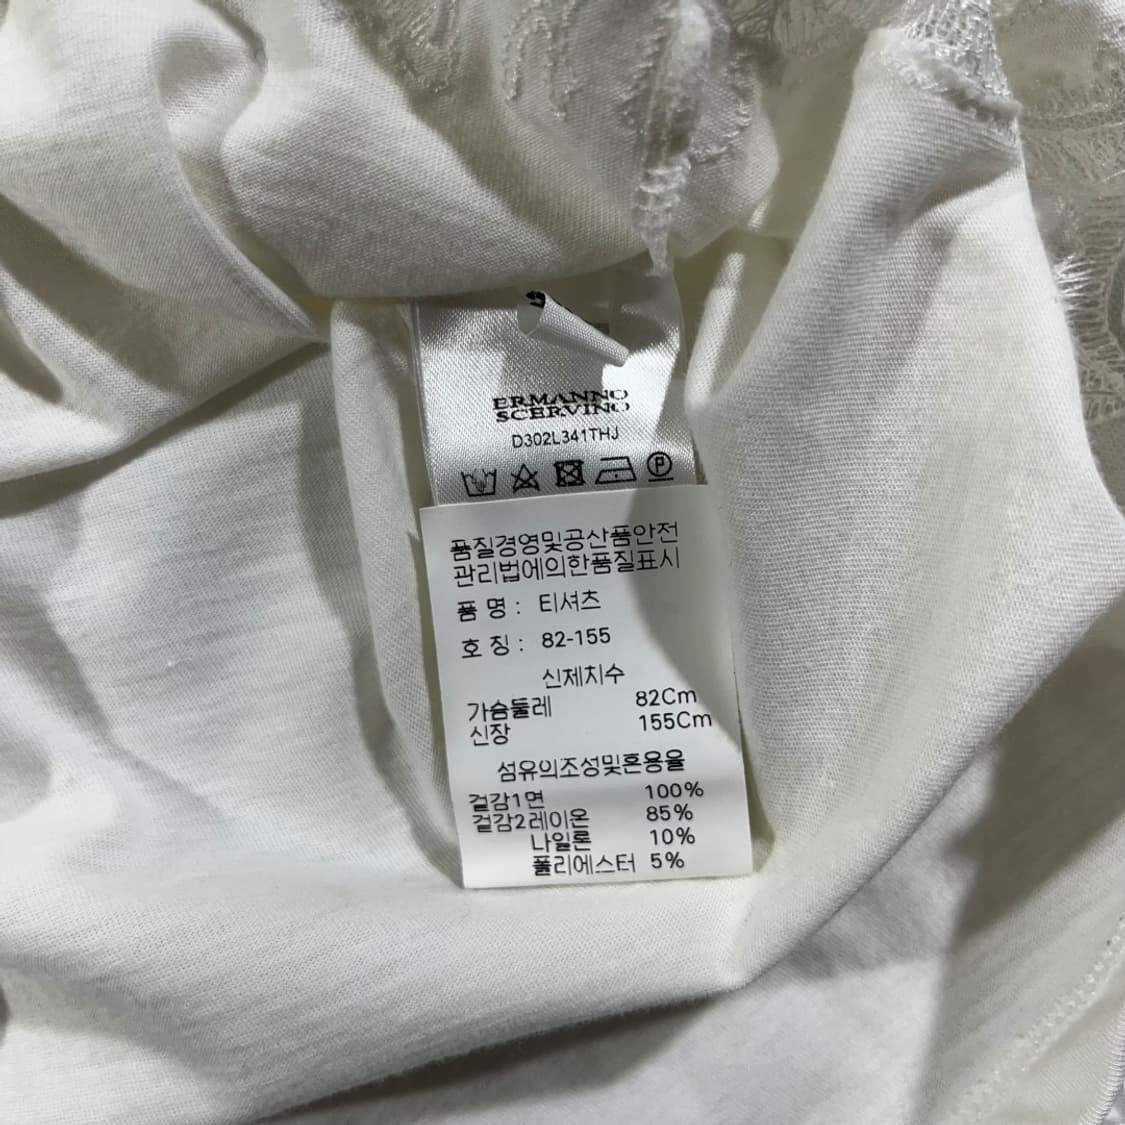 ERMANNO
SCERVINO
D302L341THJ
품질경영및공산품안전
관리법에의한품질표시
품 명 : 티셔츠
호 칭 : 82-155
신체치수
가슴둘레 82Cm
신장 155Cm
섬유의조성및혼용율
겉감1면 100%
겉감2레이온 85%
나일론 10%
폴리에스터 5%